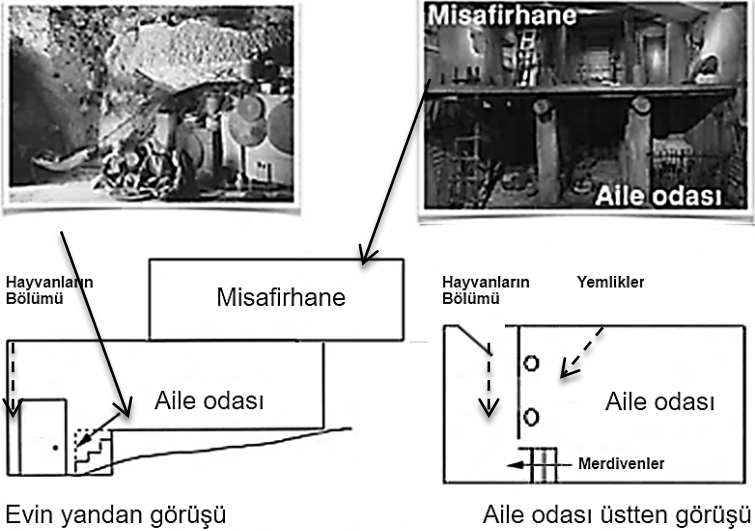 Misafirhane
Aile odası
Hayvanların
Bölümü
Misafirhane
Aile odası
Hayvanların
Bölümü
Yemlikler
Aile odası
Merdivenler
Evin yandan görüşü
Aile odası üstten görüşü